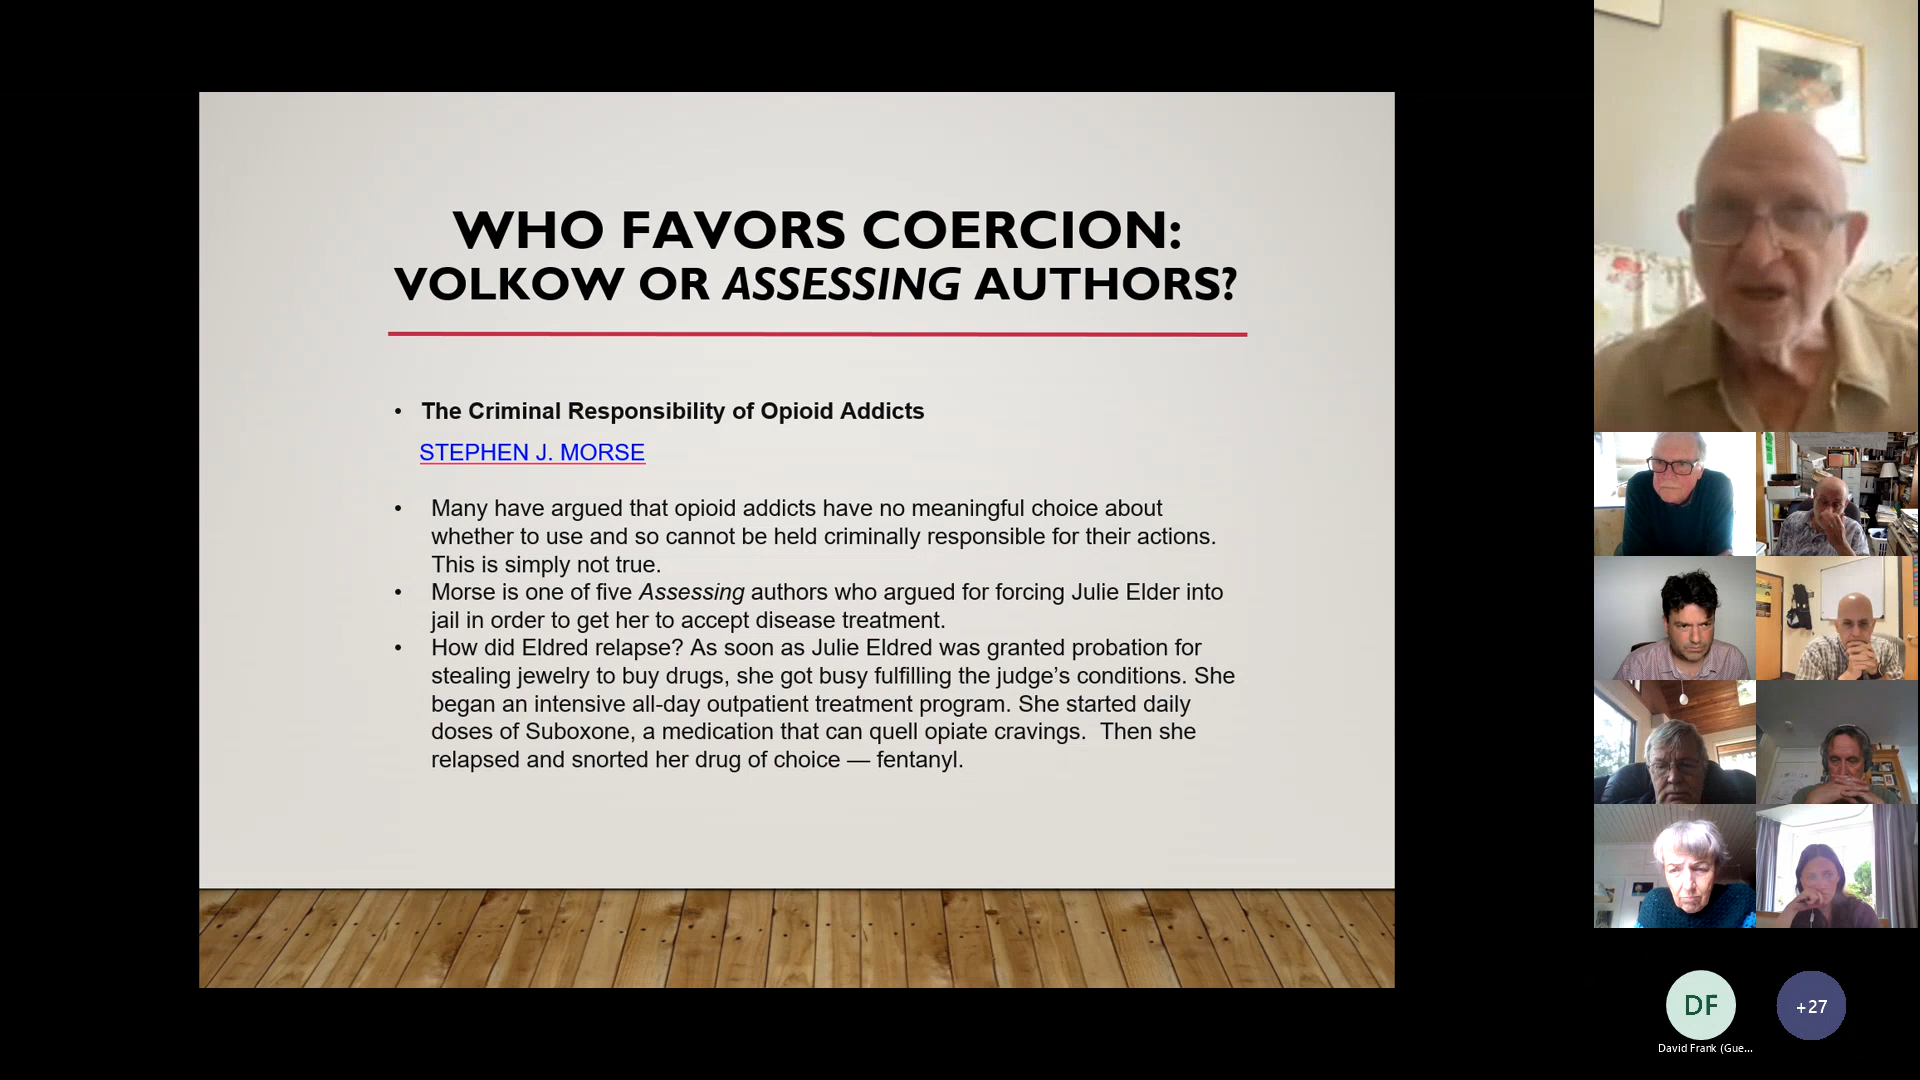 WHO FAVORS COERCION:
VOLKOW OR ASSESSING AUTHORS?
• The Criminal Responsibility of Opioid Addicts
STEPHEN J. MORSE
• Many have argued that opioid addicts have no meaningful choice about
whether to use and so cannot be held criminally responsible for their actions.
This is simply not true.
• Morse is one of five Assessing authors who argued for forcing Julie Elder into
jail in order to get her to accept disease treatment.
• How did Eldred relapse? As soon as Julie Eldred was granted probation for
stealing jewelry to buy drugs, she got busy fulfilling the judge’s conditions. She
began an intensive all-day outpatient treatment program. She started daily
doses of Suboxone, a medication that can quell opiate cravings.  Then she
relapsed and snorted her drug of choice — fentanyl.
DF
+27
David Frank (Gue...